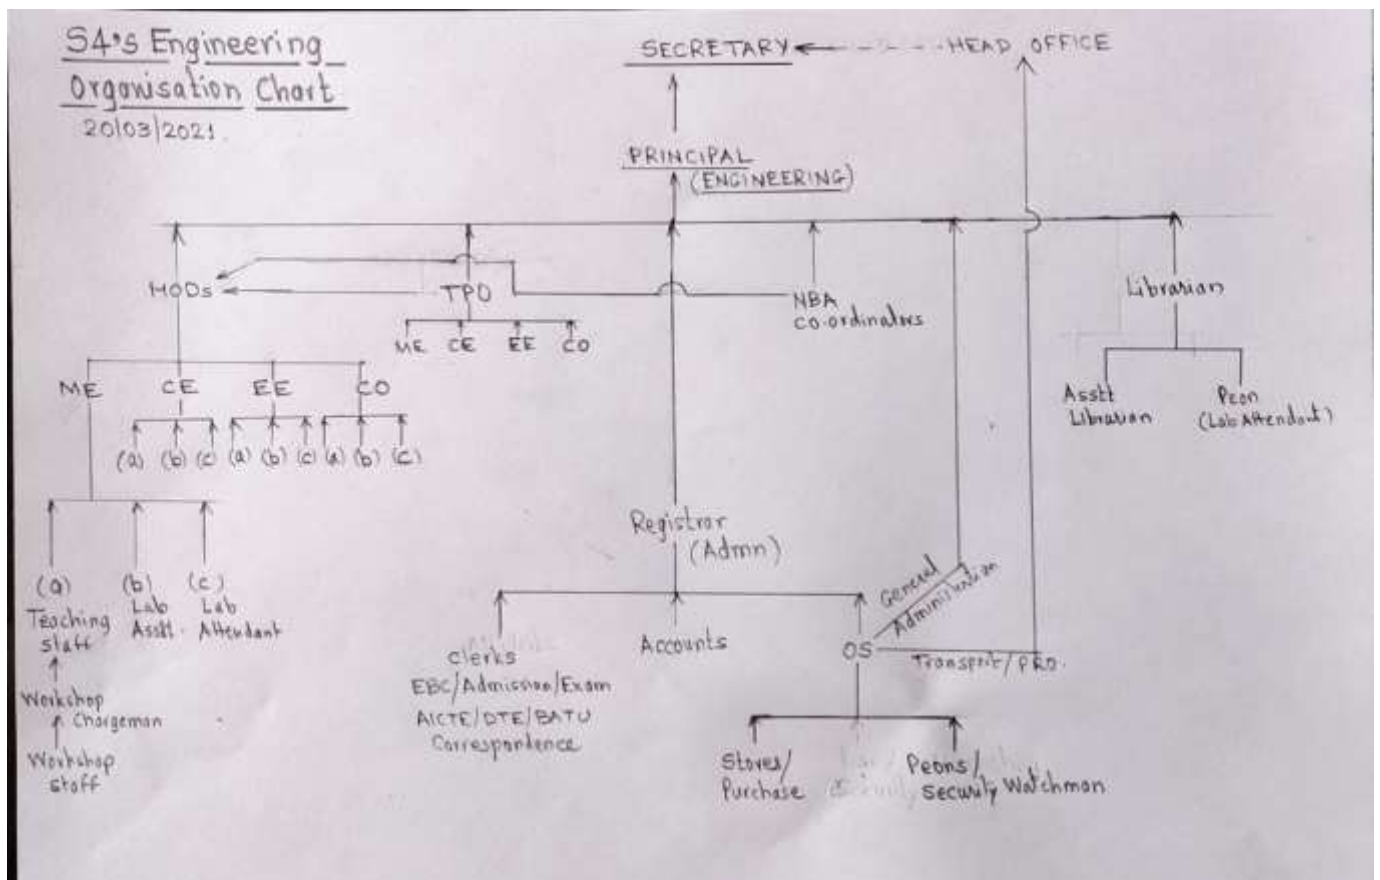 S4's Engineering
Organisation Chart
20/03/2021.
SECRETARY
HEAD OFFICE
PRINCIPAL
(ENGINEERING)
HODs
TPO
NBA
co-ordinators
Librarian
ME CE EE CO
ME CE EE CO
Asstt
Librarian
Peon
(Lab Attendant)
(a) (b) (c) (a) (b) (c) (a) (b) (c)
Registrar
(Admn)
(a)
Teaching
staff
(b)
Lab
Asstt.
(c)
Lab
Attendant
Workshop
Chargeman
Workshop
staff
clerks
EBC/Admission/Exam
AICTE/DTE/BATU
Correspondence
Accounts
OS
General
Administration
Transport/PRO.
Stores/
Purchase
Peons/
Security Watchman